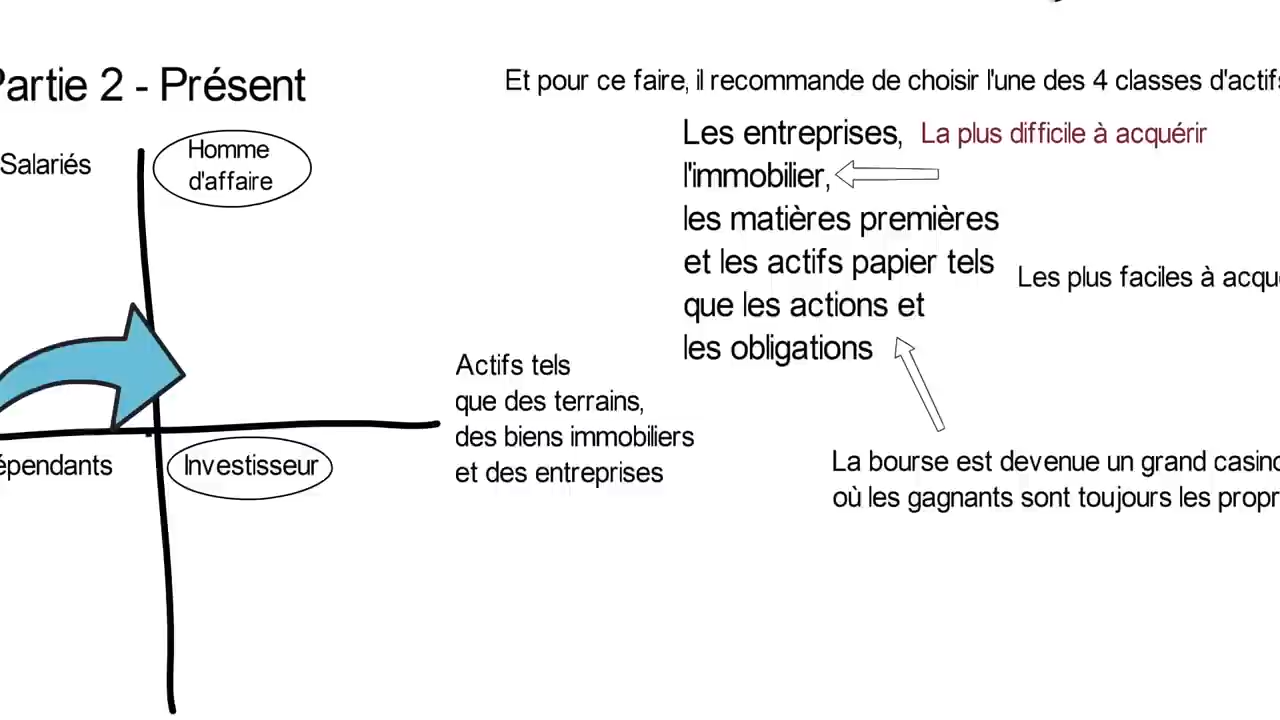 Partie 2 - Présent
Salariés
Homme
d'affaire
Investisseur
Actifs tels
que des terrains,
des biens immobiliers
et des entreprises
Et pour ce faire, il recommande de choisir l'une des 4 classes d'actifs
Les entreprises, La plus difficile à acquérir
l'immobilier,
les matières premières
et les actifs papier tels
que les actions et
les obligations
Les plus faciles à
La bourse est devenue un grand casino
où les gagnants sont toujours les